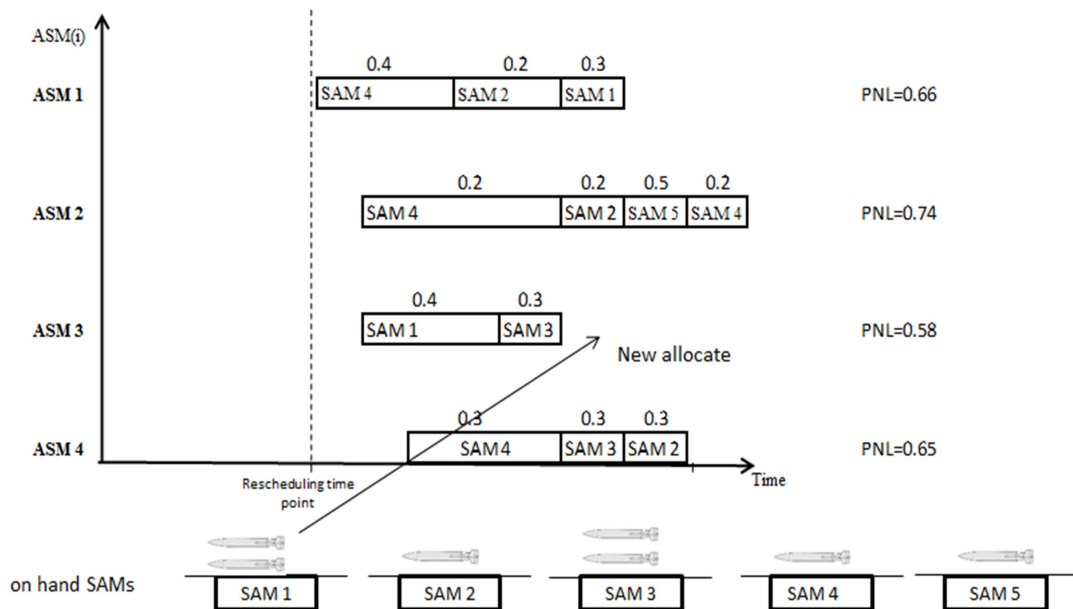 ASM(i)
0.4 0.2 0.3
ASM 1 SAM 4 SAM 2 SAM 1 PNL=0.66
0.2 0.2 0.5 0.2
ASM 2 SAM 4 SAM 2 SAM 5 SAM 4 PNL=0.74
0.4 0.3
ASM 3 SAM 1 SAM 3 PNL=0.58
New allocate
0.3 0.3 0.3
ASM 4 SAM 4 SAM 3 SAM 2 PNL=0.65
Time
Rescheduling time
point
on hand SAMs SAM 1 SAM 2 SAM 3 SAM 4 SAM 5